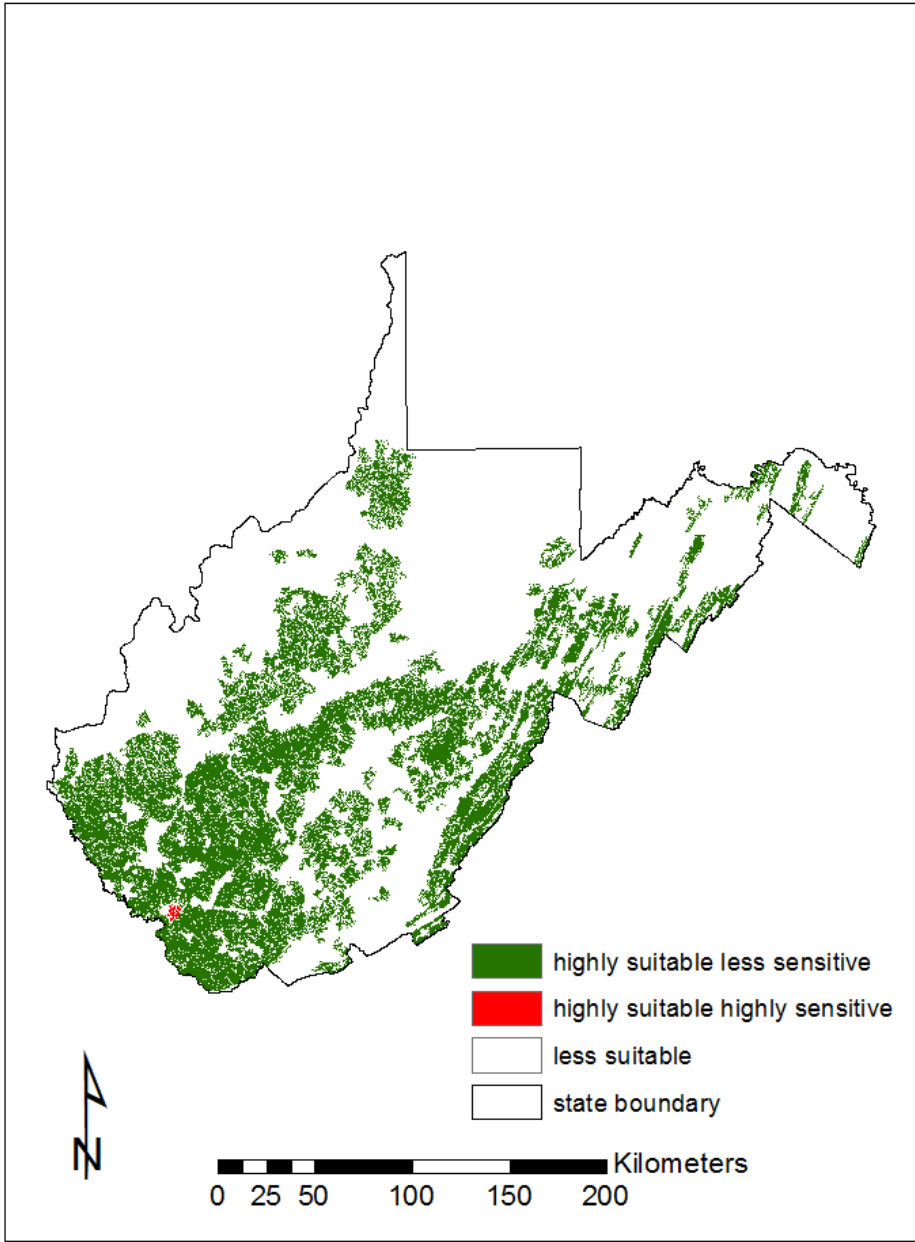 highly suitable less sensitive
highly suitable highly sensitive
less suitable
state boundary
N
Kilometers
0 25 50 100 150 200